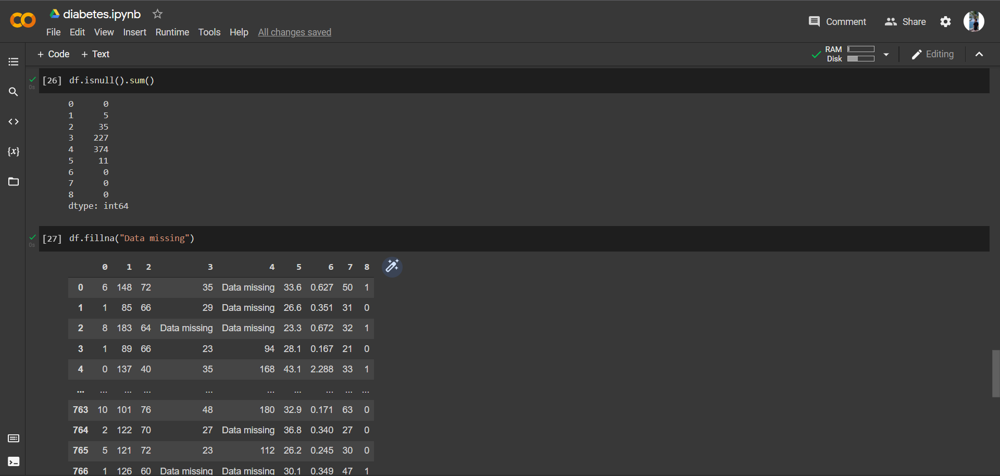 diabetes.ipynb
File Edit View Insert Runtime Tools Help All changes saved
Comment Share
+ Code + Text
RAM
Disk
Editing
[26] df.isnull().sum()
0s
0 0
1 5
2 35
3 227
4 374
5 11
6 0
7 0
8 0
dtype: int64
[27] df.fillna("Data missing")
0s
0 1 2 3 4 5 6 7 8
0 6 148 72 35 Data missing 33.6 0.627 50 1
1 1 85 66 29 Data missing 26.6 0.351 31 0
2 8 183 64 Data missing Data missing 23.3 0.672 32 1
3 1 89 66 23 94 28.1 0.167 21 0
4 0 137 40 35 168 43.1 2.288 33 1
... ... ... ... ... ... ... ... ... ...
763 10 101 76 48 180 32.9 0.171 63 0
764 2 122 70 27 Data missing 36.8 0.340 27 0
765 5 121 72 23 112 26.2 0.245 30 0
766 1 126 60 Data missing Data missing 30.1 0.349 47 1